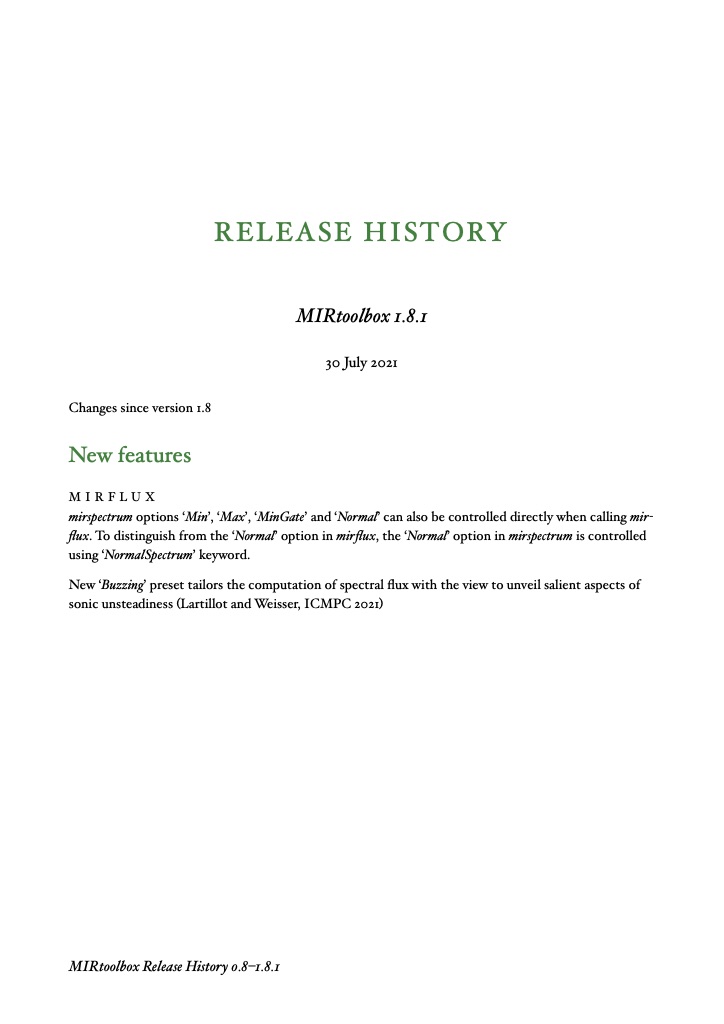 RELEASE HISTORY
MIRtoolbox 1.8.1
30 July 2021
Changes since version 1.8
New features
MIRFLUX
mirspectrum options ‘Min’, ‘Max’, ‘MinGate’ and ‘Normal’ can also be controlled directly when calling mir-
flux. To distinguish from the ‘Normal’ option in mirflux, the ‘Normal’ option in mirspectrum is controlled
using ‘NormalSpectrum’ keyword.
New ‘Buzzing’ preset tailors the computation of spectral flux with the view to unveil salient aspects of
sonic unsteadiness (Lartillot and Weisser, ICMPC 2021)
MIRtoolbox Release History 0.8–1.8.1